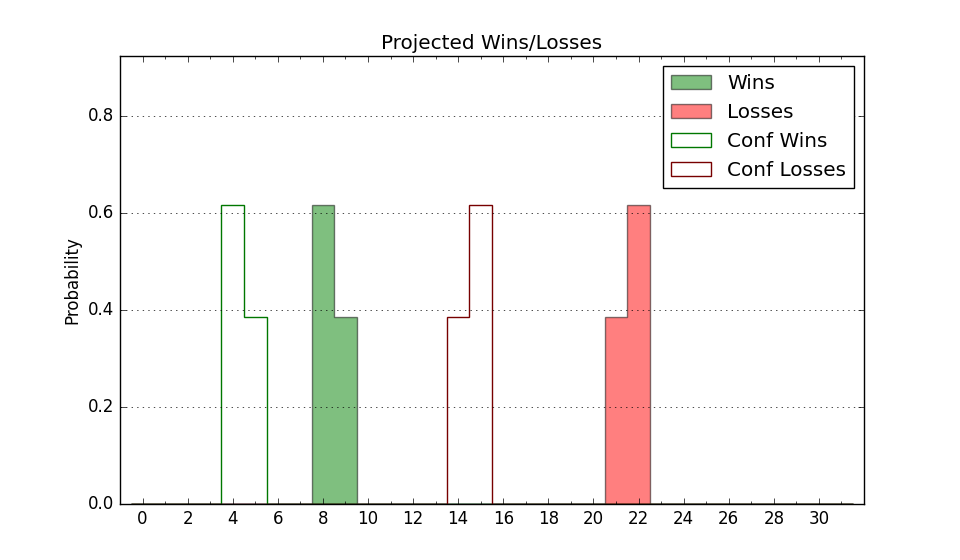 Projected Wins/Losses
Wins
Losses
Conf Wins
Conf Losses
Probability
0.8
0.6
0.4
0.2
0.0
0 2 4 6 8 10 12 14 16 18 20 22 24 26 28 30